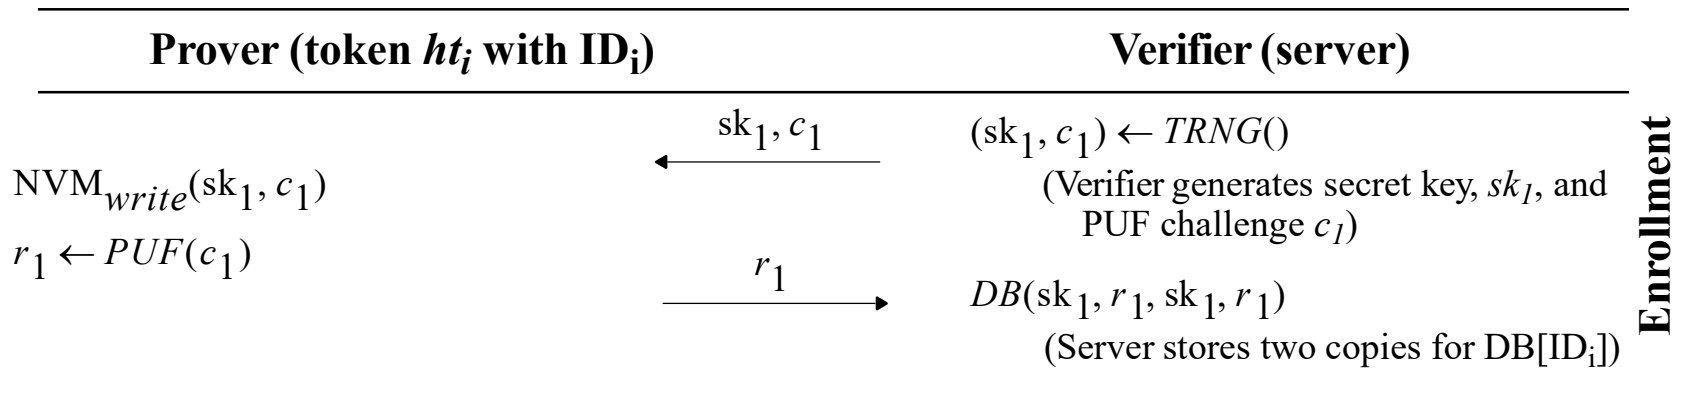 Prover (token htᵢ with IDᵢ) Verifier (server)
sk₁, c₁ (sk₁, c₁) ← TRNG()
NVM_write(sk₁, c₁) (Verifier generates secret key, sk₁, and
PUF challenge c₁)
r₁ ← PUF(c₁)
r₁ DB(sk₁, r₁, sk₁, r₁)
(Server stores two copies for DB[IDᵢ])
Enrollment